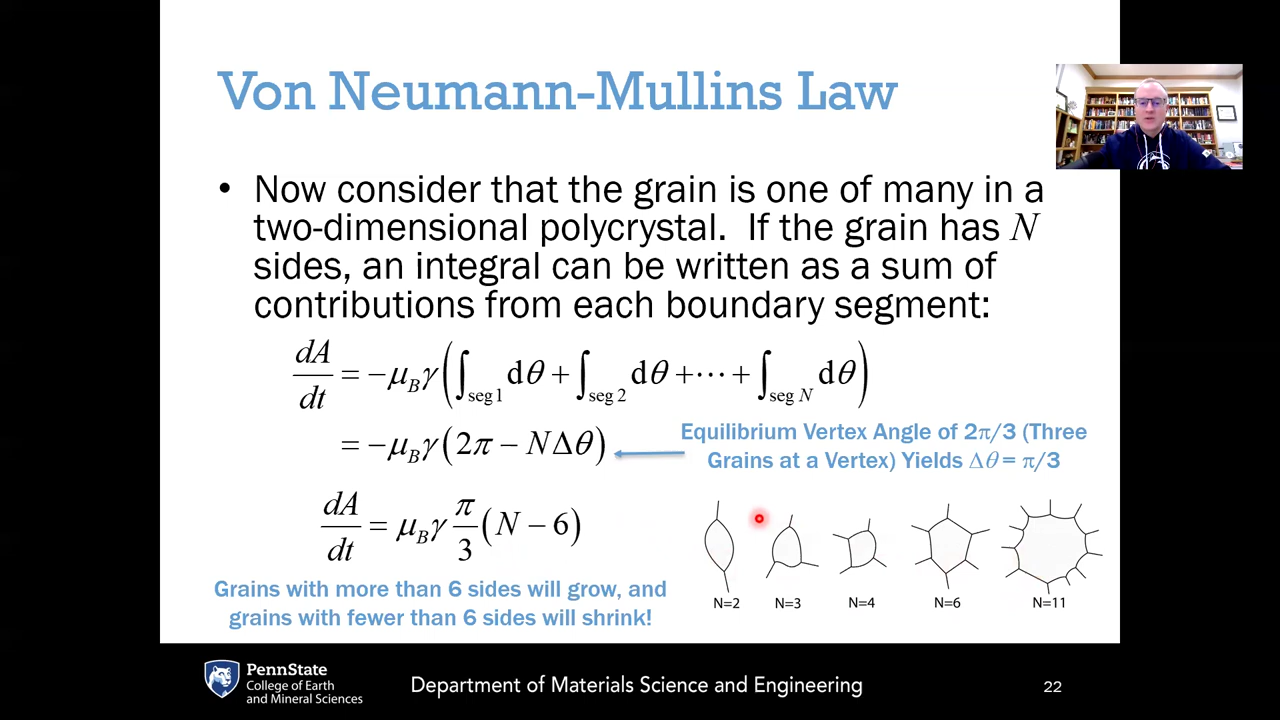 Von Neumann-Mullins Law
• Now consider that the grain is one of many in a
two-dimensional polycrystal. If the grain has N
sides, an integral can be written as a sum of
contributions from each boundary segment:
dA/dt = −μ_B γ (∫_seg 1 dθ + ∫_seg 2 dθ + ⋯ + ∫_seg N dθ)
= −μ_B γ (2π − NΔθ)
Equilibrium Vertex Angle of 2π/3 (Three
Grains at a Vertex) Yields Δθ = π/3
dA/dt = μ_B γ π/3 (N − 6)
Grains with more than 6 sides will grow, and
grains with fewer than 6 sides will shrink!
N=2 N=3 N=4 N=6 N=11
PennState
College of Earth
and Mineral Sciences
Department of Materials Science and Engineering
22